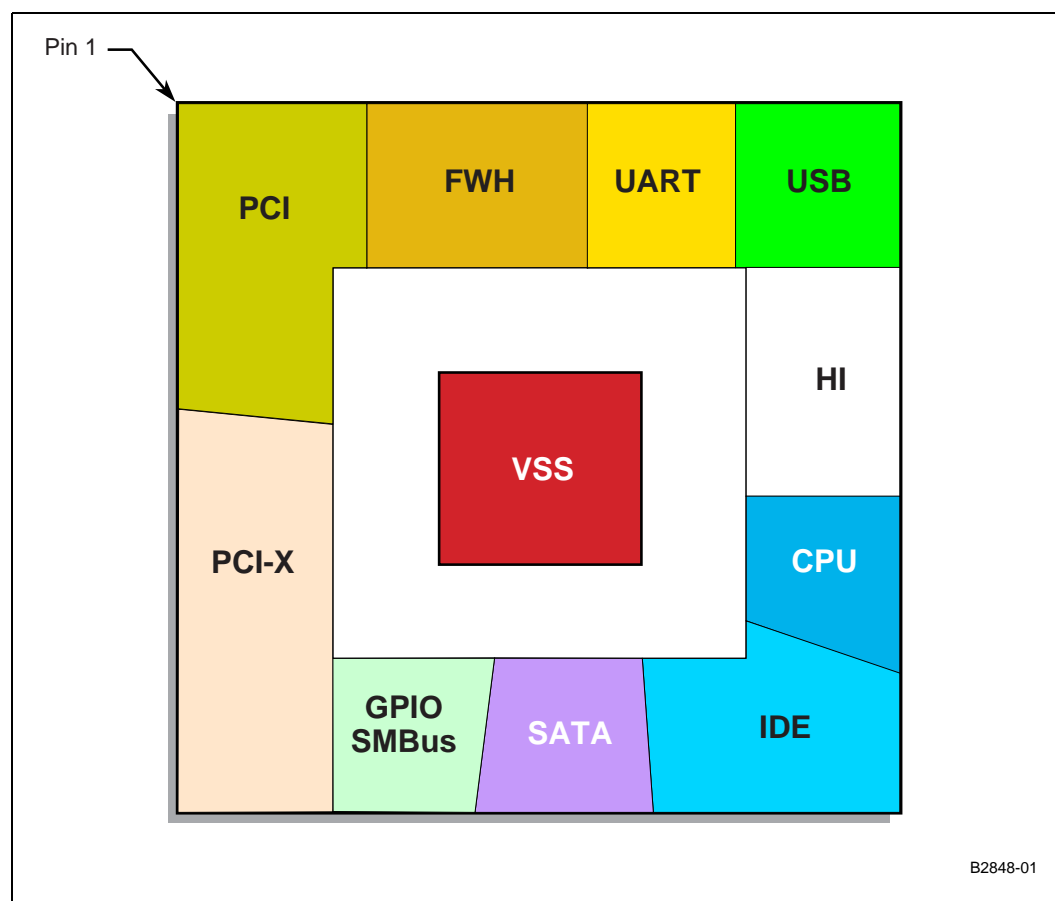 Pin 1
PCI
FWH
UART
USB
HI
VSS
PCI-X
CPU
GPIO
SMBus
SATA
IDE
B2848-01